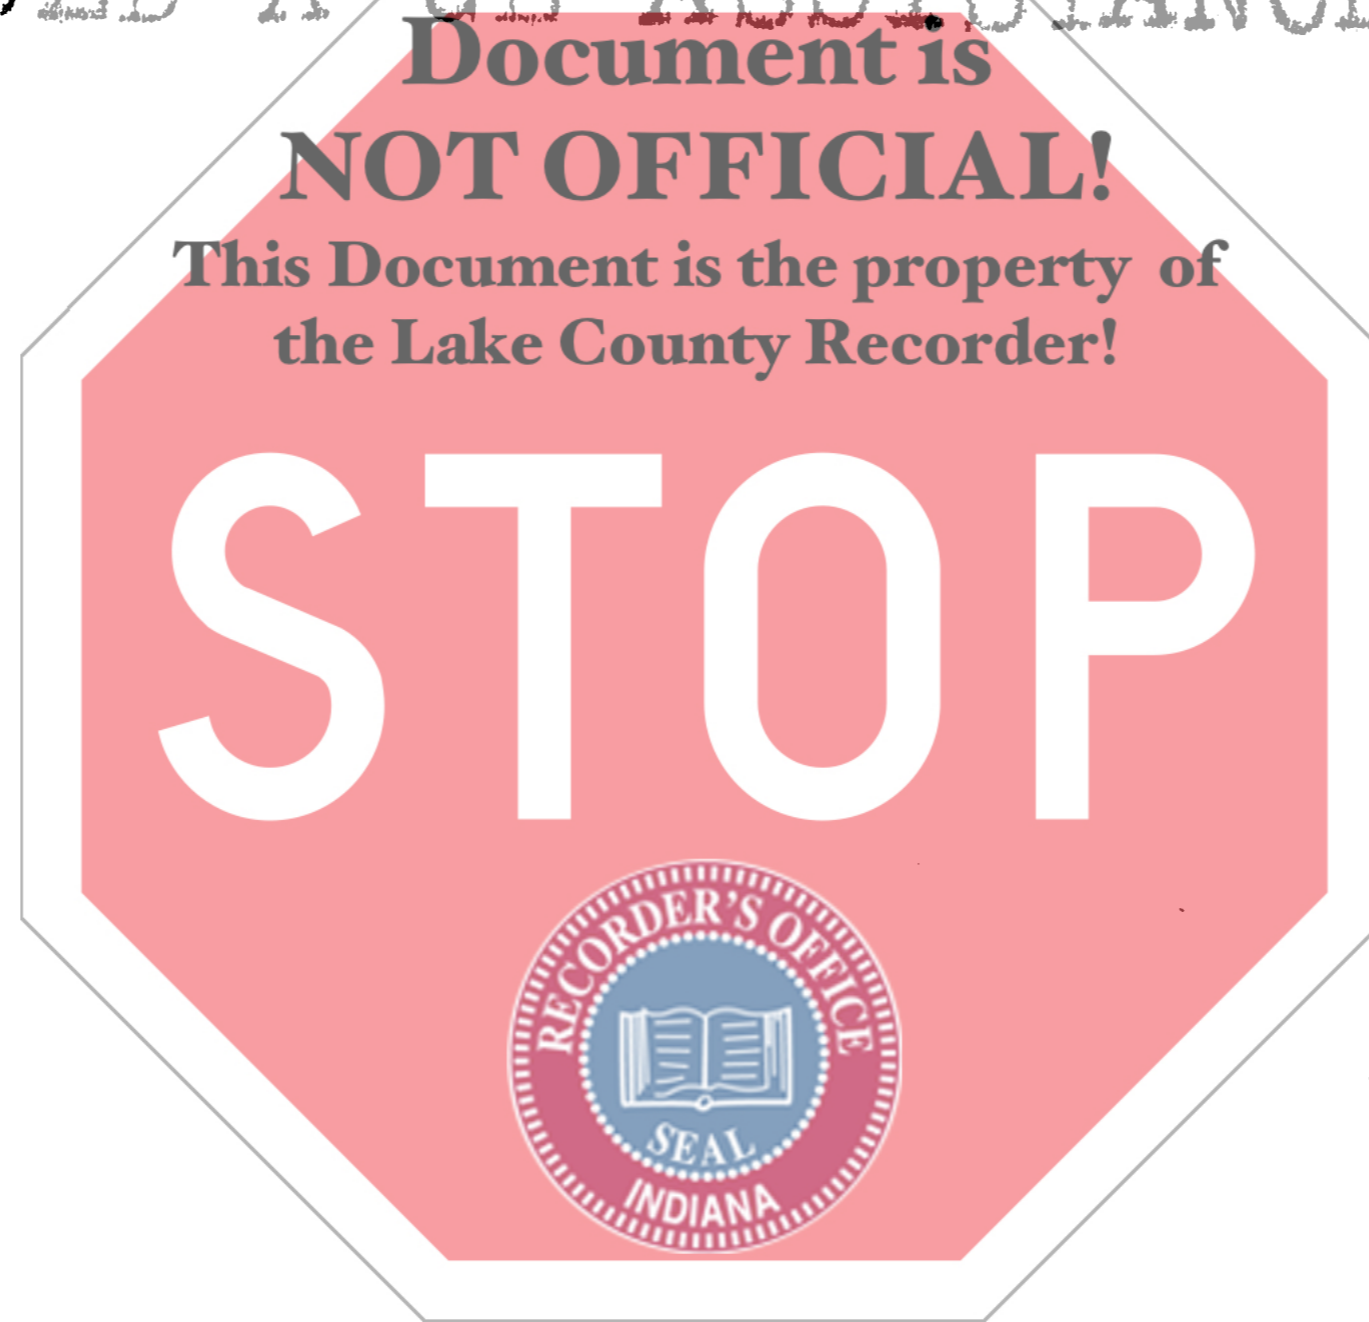 Document is
NOT OFFICIAL!
This Document is the property of
the Lake County Recorder!
STOP
RECORDER'S OFFICE
SEAL
INDIANA